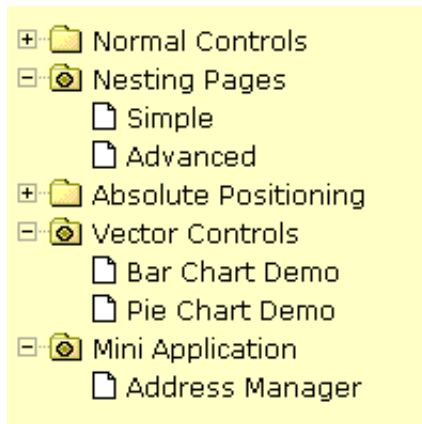 Normal Controls
Nesting Pages
Simple
Advanced
Absolute Positioning
Vector Controls
Bar Chart Demo
Pie Chart Demo
Mini Application
Address Manager